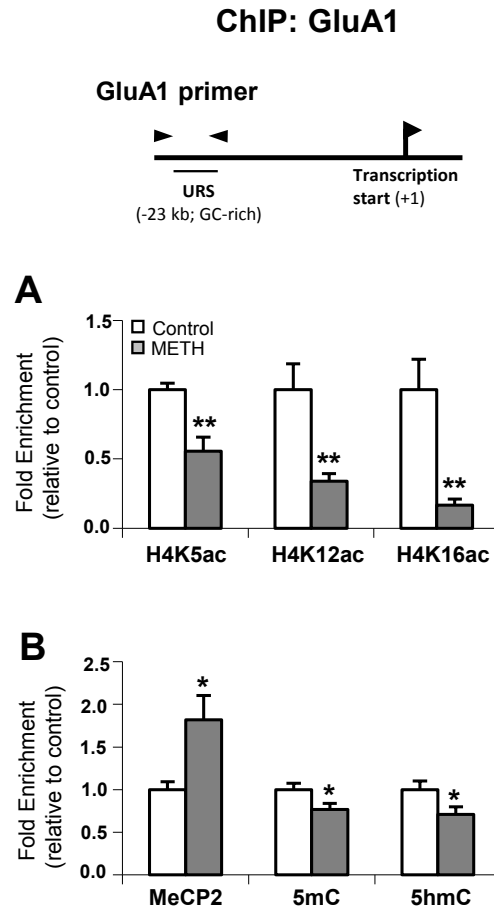 ChIP: GluA1
GluA1 primer
URS
(-23 kb; GC-rich)
Transcription
start (+1)
A
Fold Enrichment
(relative to control)
1.5
1.0
0.5
0.0
Control
METH
**
**
**
H4K5ac
H4K12ac
H4K16ac
B
Fold Enrichment
(relative to control)
2.5
2.0
1.5
1.0
0.5
0.0
*
*
*
MeCP2
5mC
5hmC